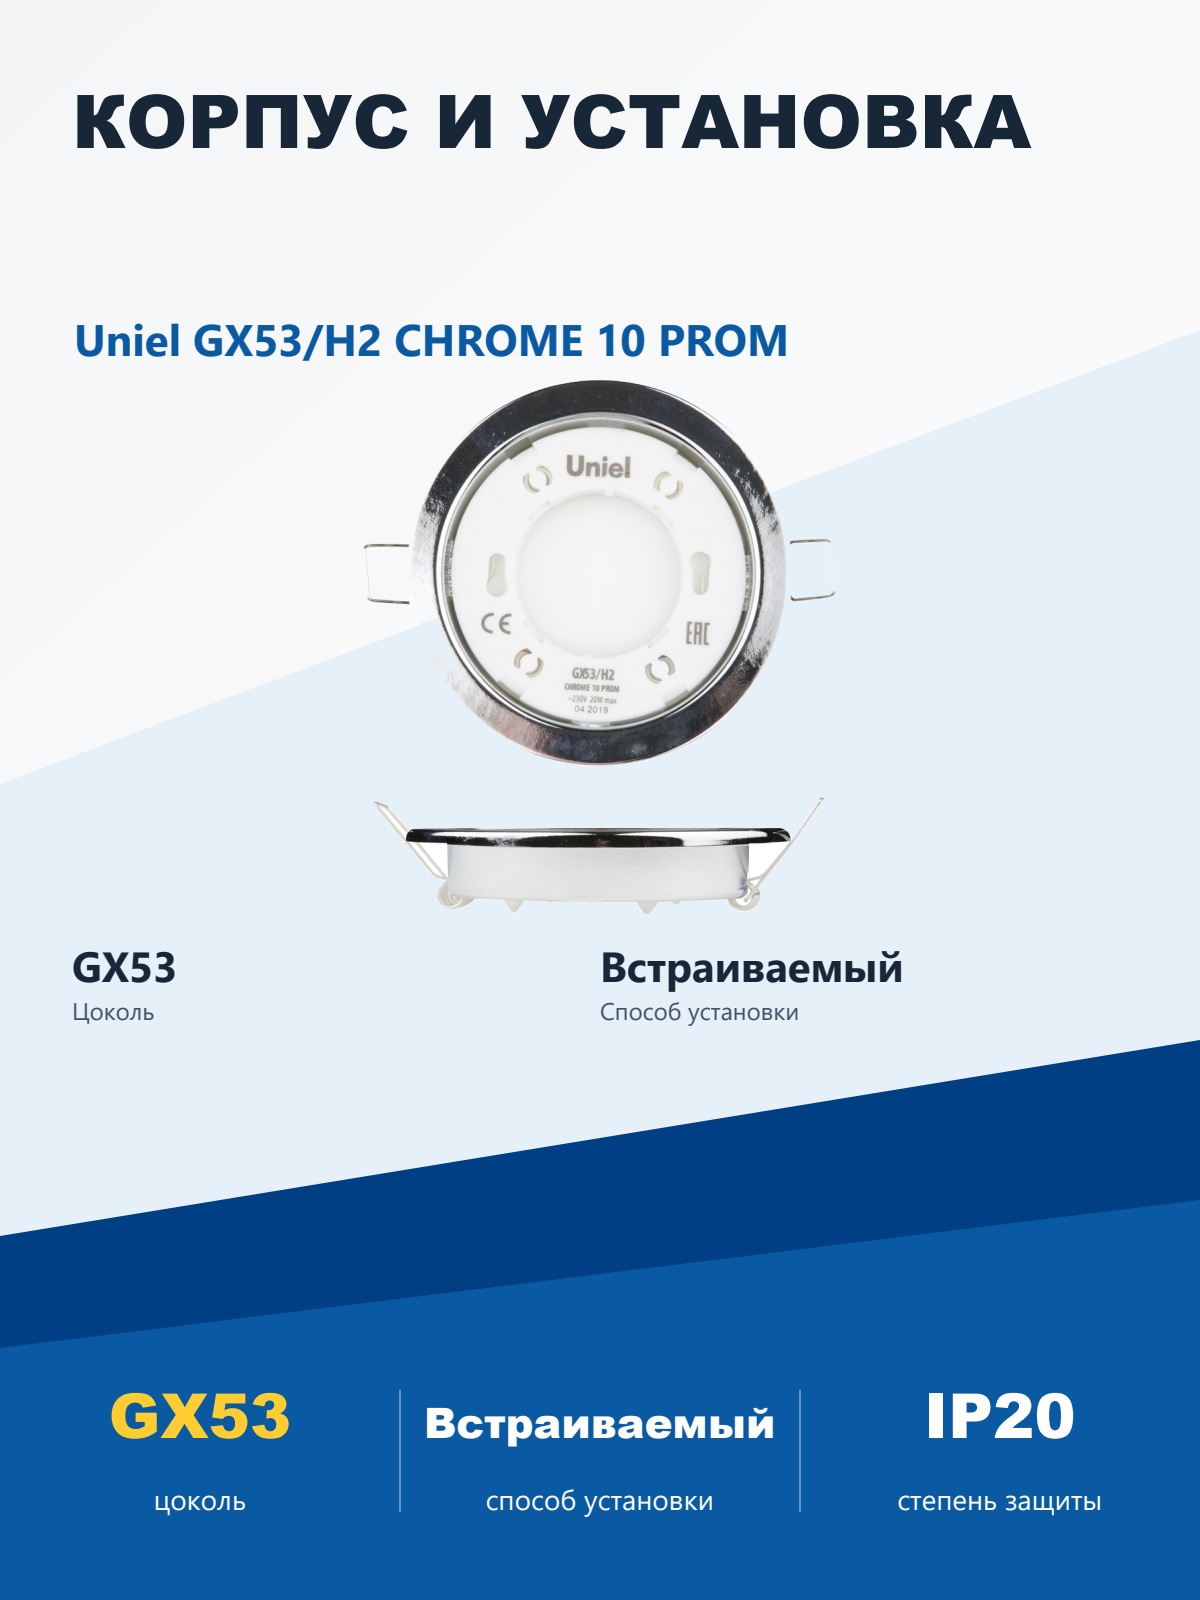 КОРПУС И УСТАНОВКА
Uniel GX53/H2 CHROME 10 PROM
Uniel
CE
EAC
GX53/H2
CHROME 10 PROM
~230V 20W max
04 2019
GX53
Цоколь
Встраиваемый
Способ установки
GX53
цоколь
Встраиваемый
способ установки
IP20
степень защиты